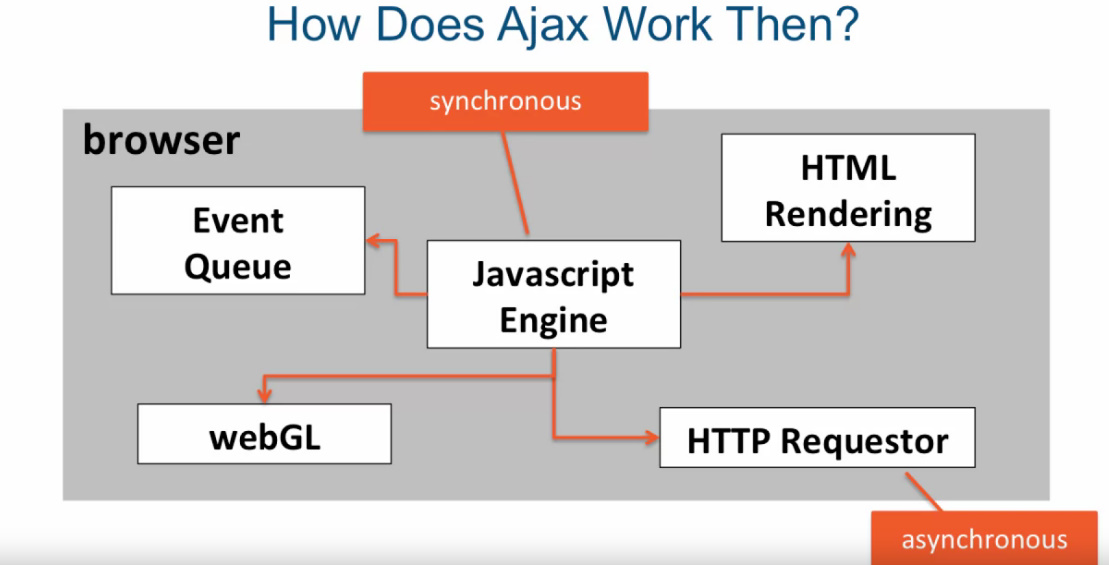 How Does Ajax Work Then?
synchronous
browser
HTML
Rendering
Event
Queue
Javascript
Engine
webGL
HTTP Requestor
asynchronous